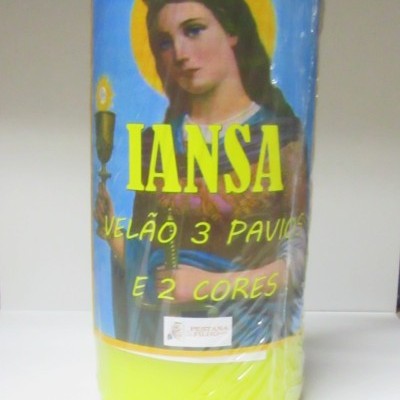 IANSA
VELÃO 3 PAVIOS
E 2 CORES